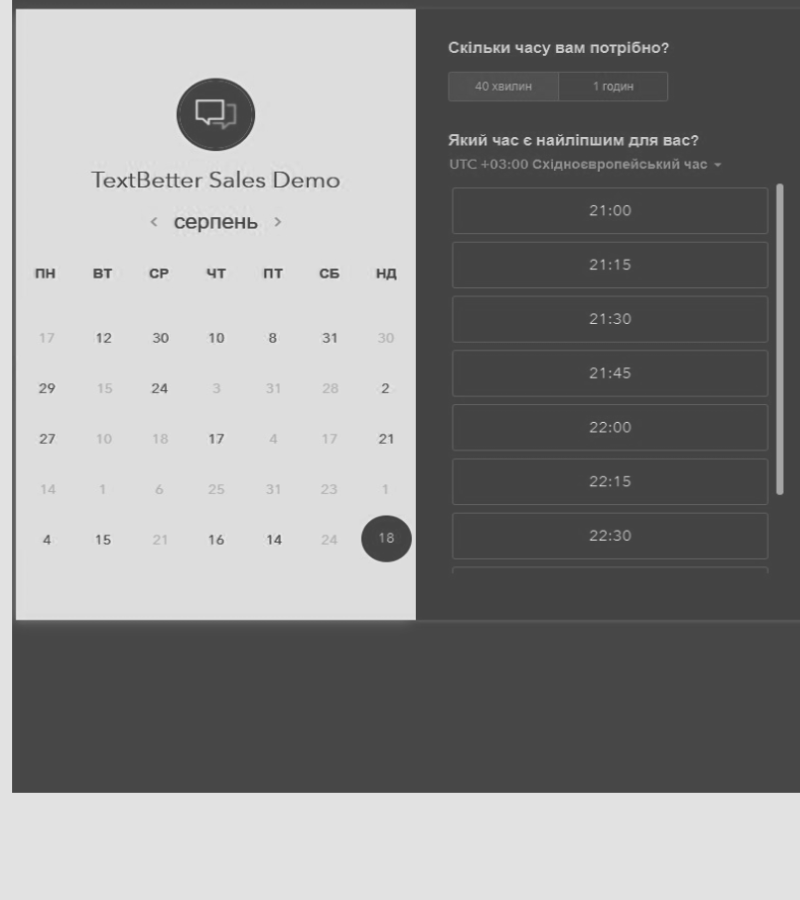 TextBetter Sales Demo
< серпень >
ПН ВТ СР ЧТ ПТ СБ НД
17 12 30 10 8 31 30
29 15 24 3 31 28 2
27 10 18 17 4 17 21
14 1 6 25 31 23 1
4 15 21 16 14 24 18
Скільки часу вам потрібно?
40 хвилин 1 годин
Який час є найліпшим для вас?
UTC +03:00 Східноєвропейський час
21:00
21:15
21:30
21:45
22:00
22:15
22:30